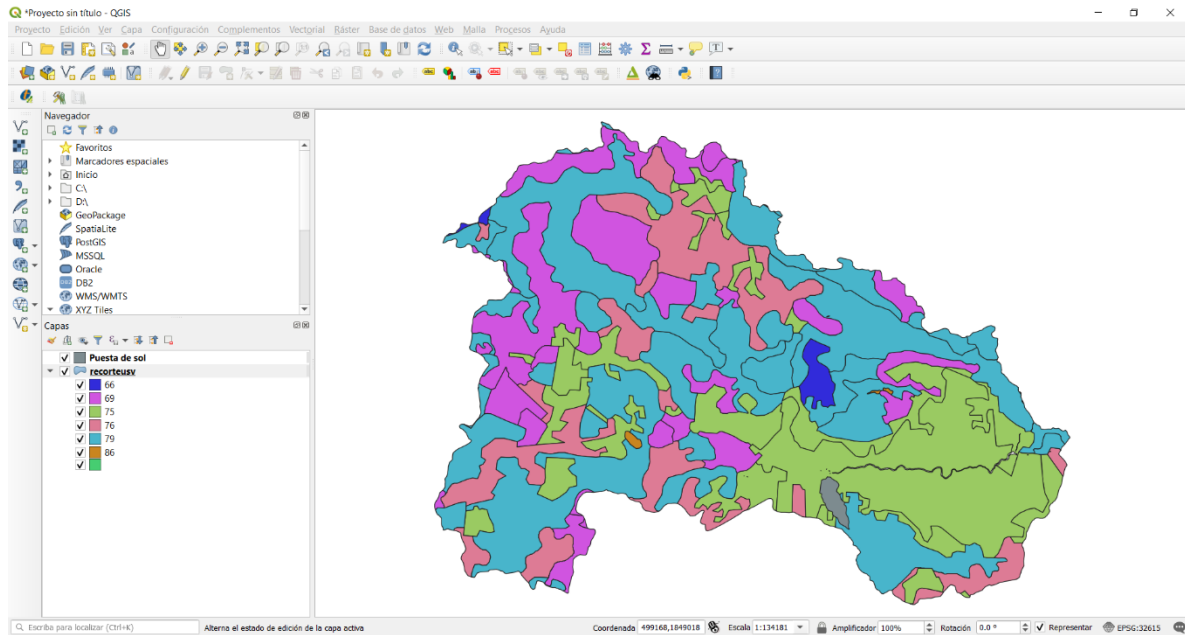 *Proyecto sin título - QGIS
Proyecto Edición Ver Capa Configuración Complementos Vectorial Ráster Base de datos Web Malla Procesos Ayuda
Navegador
Favoritos
Marcadores espaciales
Inicio
C:\
D:\
GeoPackage
SpatiaLite
PostGIS
MSSQL
Oracle
DB2
WMS/WMTS
XYZ Tiles
Capas
Puesta de sol
recorteusv
66
69
75
76
79
86
Escriba para localizar (Ctrl+K) Alterna el estado de edición de la capa activa Coordenada 499168,1849018 Escala 1:134181 Amplificador 100% Rotación 0.0 ° Representar EPSG:32615